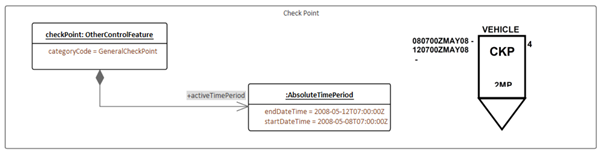 Check Point
checkPoint: OtherControlFeature
categoryCode = GeneralCheckPoint
+activeTimePeriod
:AbsoluteTimePeriod
endDateTime = 2008-05-12T07:00:00Z
startDateTime = 2008-05-08T07:00:00Z
VEHICLE
080700ZMAY08 -
120700ZMAY08
-
4
CKP
2MP